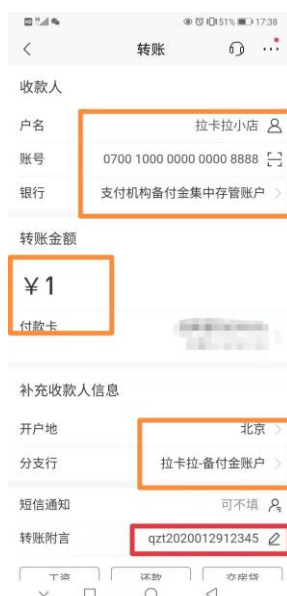 51% 17:38
转账
收款人
户名 拉卡拉小店
账号 0700 1000 0000 0000 8888
银行 支付机构备付金集中存管账户
转账金额
￥1
付款卡
补充收款人信息
开户地 北京
分支行 拉卡拉-备付金账户
短信通知 可不填
转账附言 qzt2020012912345
工资 还款 交房贷